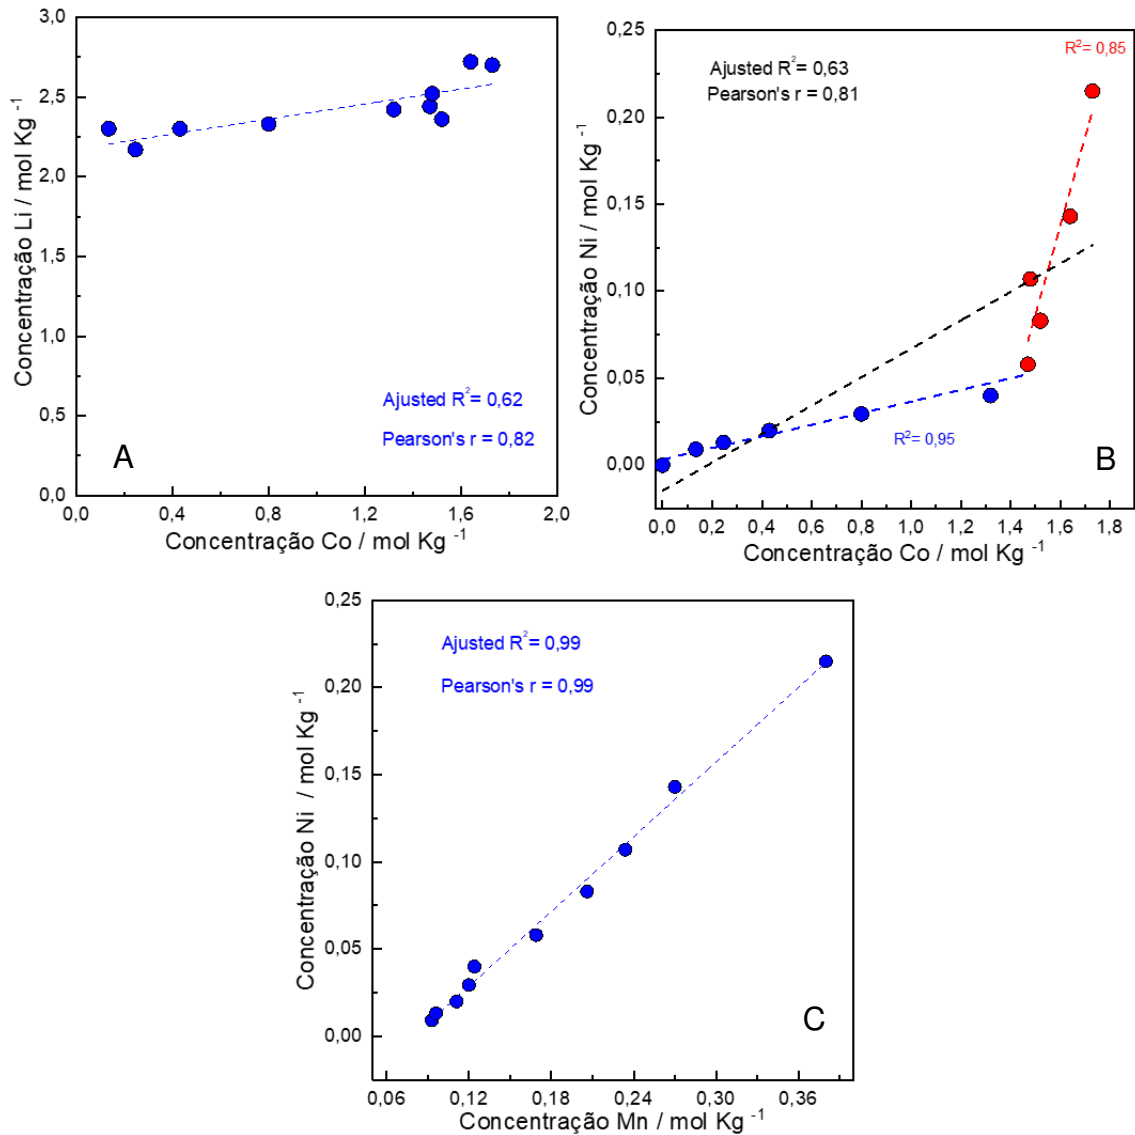 3,0
2,5
2,0
1,5
1,0
0,5
0,0
Concentração Li / mol Kg -1
Ajusted R2= 0,62
Pearson's r = 0,82
A
0,0 0,4 0,8 1,2 1,6 2,0
Concentração Co / mol Kg -1
0,25
0,20
0,15
0,10
0,05
0,00
Concentração Ni / mol Kg -1
Ajusted R2= 0,63
Pearson's r = 0,81
R2= 0,85
R2= 0,95
B
0,0 0,2 0,4 0,6 0,8 1,0 1,2 1,4 1,6 1,8
Concentração Co / mol Kg -1
0,25
0,20
0,15
0,10
0,05
0,00
Concentração Ni / mol Kg -1
Ajusted R2= 0,99
Pearson's r = 0,99
C
0,06 0,12 0,18 0,24 0,30 0,36
Concentração Mn / mol Kg -1